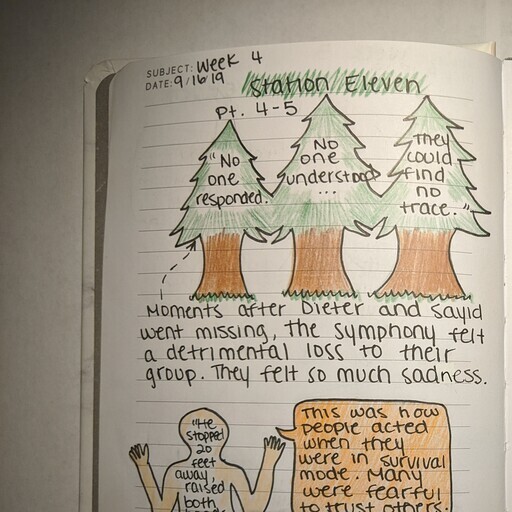 SUBJECT: Week 4
DATE: 9/16/19
Station Eleven
Pt. 4-5
"No
one
responded.
No
one
understood
...
They
could
find
no
trace."
Moments after Dieter and Sayid
went missing, the symphony felt
a detrimental loss to their
group. They felt so much sadness.
"He
stopped
20
feet
away,
raised
both
This was how
people acted
when they
were in survival
mode. Many
were fearful
to trust others.